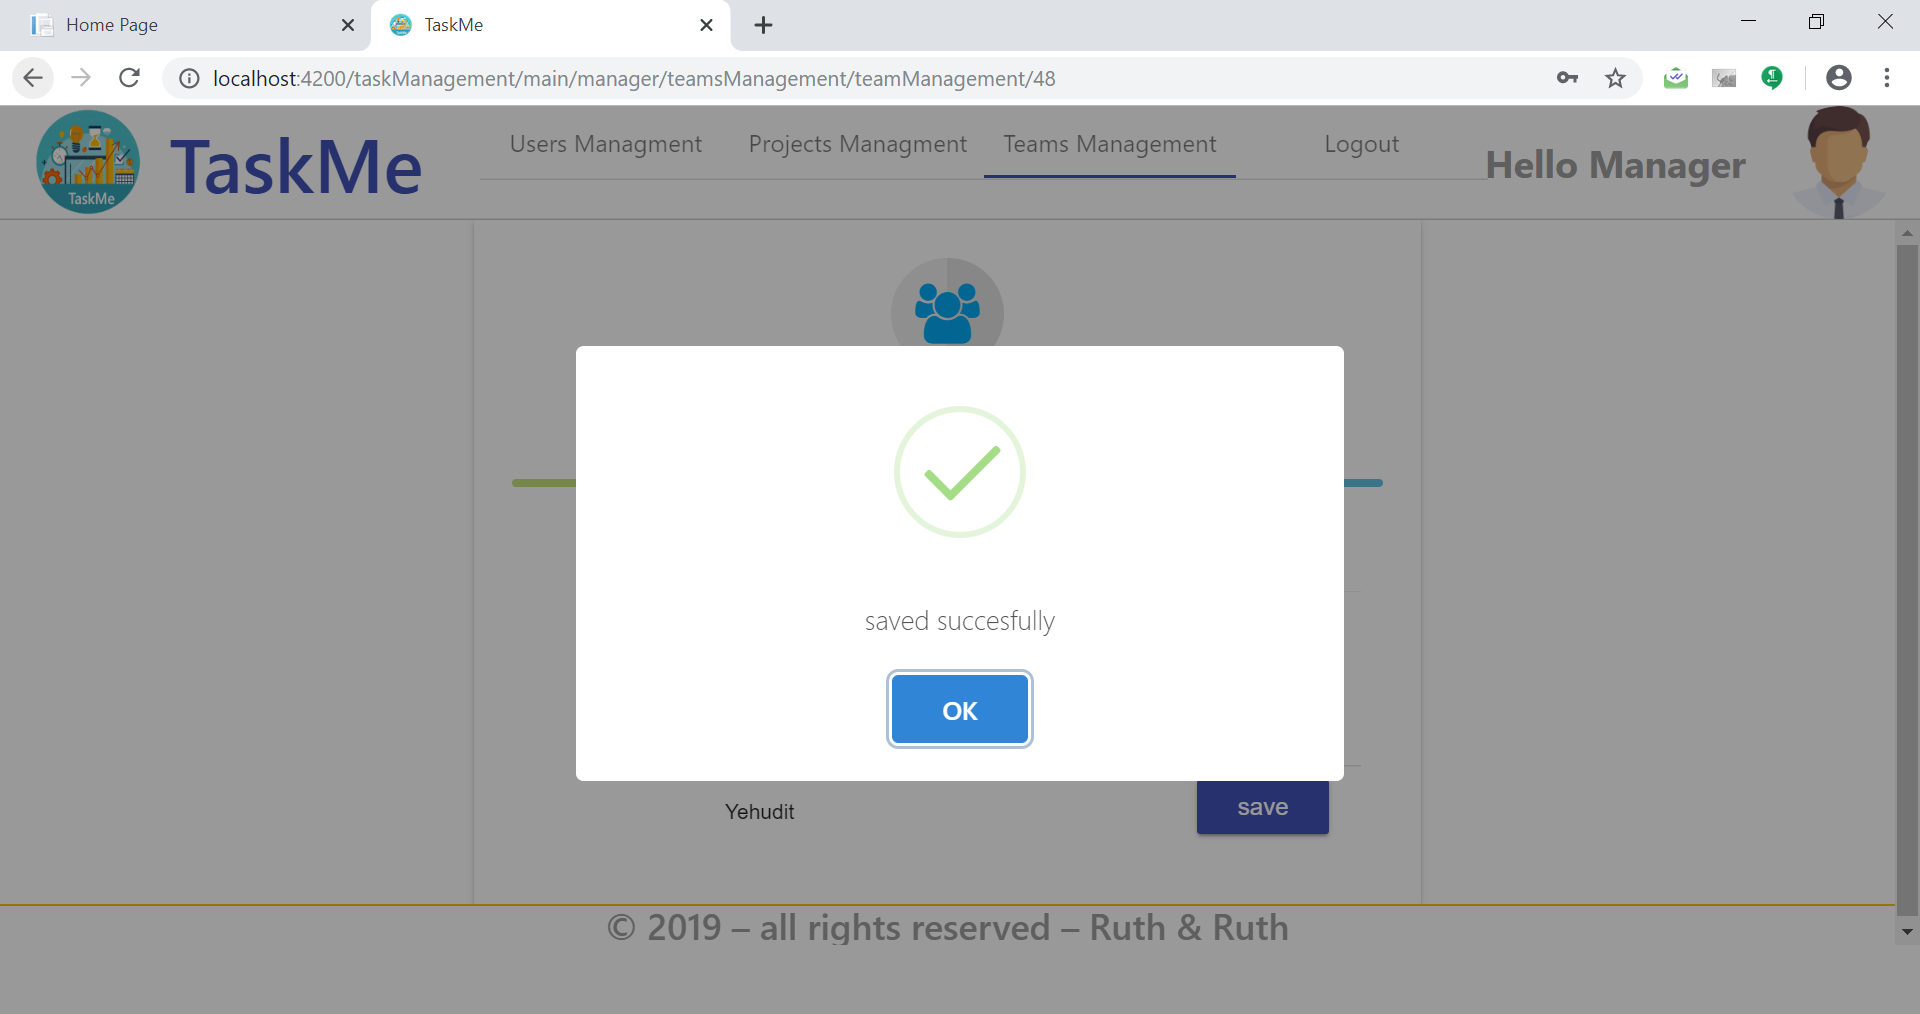 Home Page
TaskMe
localhost:4200/taskManagement/main/manager/teamsManagement/teamManagement/48
TaskMe
TaskMe
Users Managment
Projects Managment
Teams Management
Logout
Hello Manager
saved succesfully
OK
Yehudit
save
© 2019 – all rights reserved – Ruth & Ruth